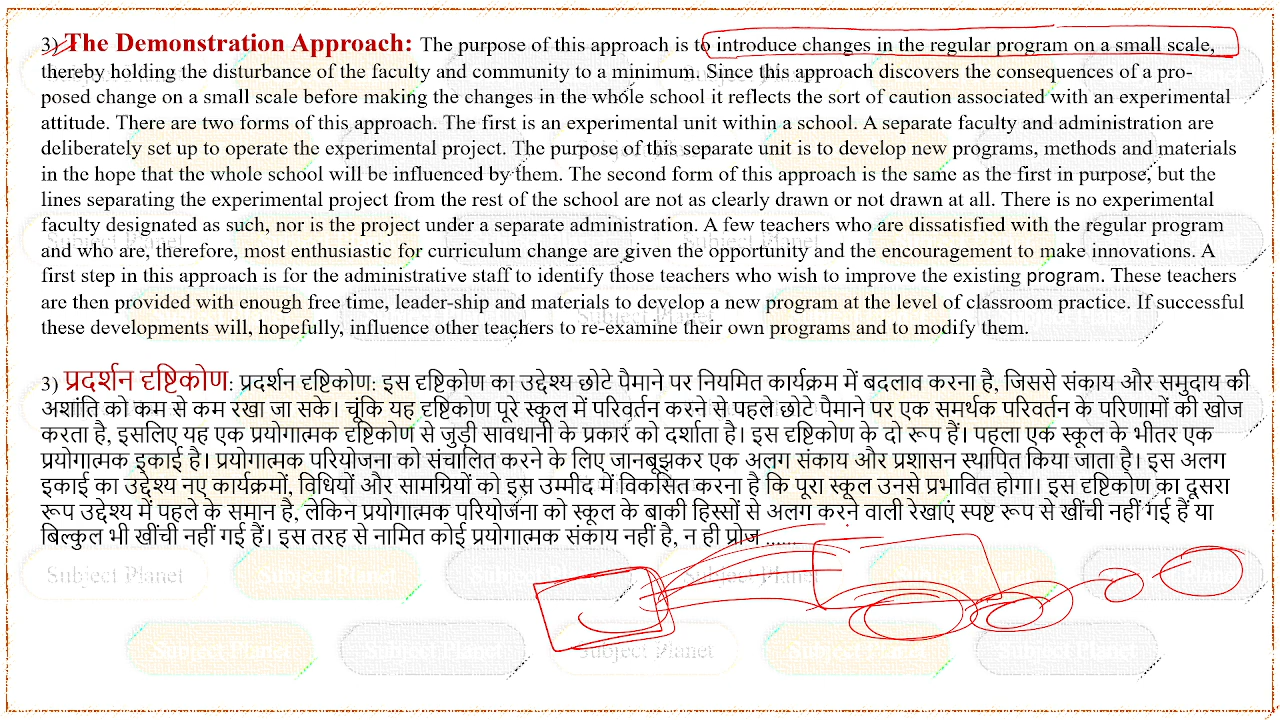 3) The Demonstration Approach: The purpose of this approach is to introduce changes in the regular program on a small scale,
thereby holding the disturbance of the faculty and community to a minimum. Since this approach discovers the consequences of a pro-
posed change on a small scale before making the changes in the whole school it reflects the sort of caution associated with an experimental
attitude. There are two forms of this approach. The first is an experimental unit within a school. A separate faculty and administration are
deliberately set up to operate the experimental project. The purpose of this separate unit is to develop new programs, methods and materials
in the hope that the whole school will be influenced by them. The second form of this approach is the same as the first in purpose, but the
lines separating the experimental project from the rest of the school are not as clearly drawn or not drawn at all. There is no experimental
faculty designated as such, nor is the project under a separate administration. A few teachers who are dissatisfied with the regular program
and who are, therefore, most enthusiastic for curriculum change are given the opportunity and the encouragement to make innovations. A
first step in this approach is for the administrative staff to identify those teachers who wish to improve the existing program. These teachers
are then provided with enough free time, leader-ship and materials to develop a new program at the level of classroom practice. If successful
these developments will, hopefully, influence other teachers to re-examine their own programs and to modify them.
3) प्रदर्शन दृष्टिकोण: प्रदर्शन दृष्टिकोण: इस दृष्टिकोण का उद्देश्य छोटे पैमाने पर नियमित कार्यक्रम में बदलाव करना है, जिससे संकाय और समुदाय की
अशांति को कम से कम रखा जा सके। चूंकि यह दृष्टिकोण पूरे स्कूल में परिवर्तन करने से पहले छोटे पैमाने पर एक समर्थक परिवर्तन के परिणामों की खोज
करता है, इसलिए यह एक प्रयोगात्मक दृष्टिकोण से जुड़ी सावधानी के प्रकार को दर्शाता है। इस दृष्टिकोण के दो रूप हैं। पहला एक स्कूल के भीतर एक
प्रयोगात्मक इकाई है। प्रयोगात्मक परियोजना को संचालित करने के लिए जानबूझकर एक अलग संकाय और प्रशासन स्थापित किया जाता है। इस अलग
इकाई का उद्देश्य नए कार्यक्रमों, विधियों और सामग्रियों को इस उम्मीद में विकसित करना है कि पूरा स्कूल उनसे प्रभावित होगा। इस दृष्टिकोण का दूसरा
रूप उद्देश्य में पहले के समान है, लेकिन प्रयोगात्मक परियोजना को स्कूल के बाकी हिस्सों से अलग करने वाली रेखाएं स्पष्ट रूप से खींची नहीं गई हैं या
बिल्कुल भी खींची नहीं गई हैं। इस तरह से नामित कोई प्रयोगात्मक संकाय नहीं है, न ही प्रोज ......
Subject Planet Subject Planet Subject Planet Subject Planet Subject Planet Planet
Subject Planet Subject Planet Subject Planet Subject Planet Subject Planet